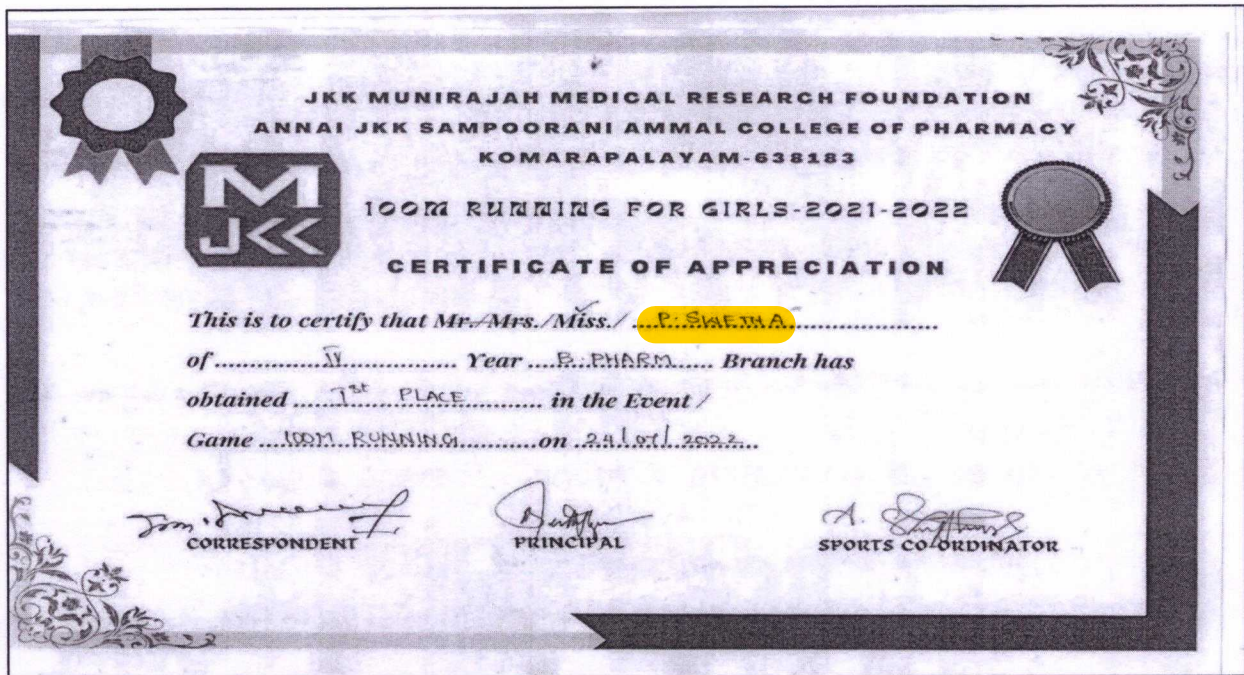 JKK MUNIRAJAH MEDICAL RESEARCH FOUNDATION
ANNAI JKK SAMPOORANI AMMAL COLLEGE OF PHARMACY
KOMARAPALAYAM-638183
M
JKK
100M RUNNING FOR GIRLS-2021-2022
CERTIFICATE OF APPRECIATION
This is to certify that Mr./Mrs./Miss./ P. SWETHA
of IV Year B.PHARM Branch has
obtained 1st PLACE in the Event /
Game 100M RUNNING on 24/07/2022
CORRESPONDENT PRINCIPAL SPORTS CO-ORDINATOR